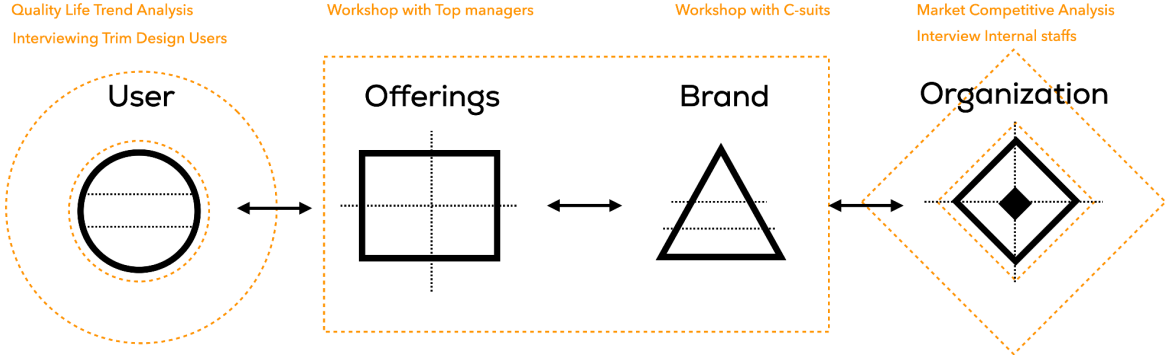 Quality Life Trend Analysis
Interviewing Trim Design Users
Workshop with Top managers
Workshop with C-suits
Market Competitive Analysis
Interview Internal staffs
User
Offerings
Brand
Organization